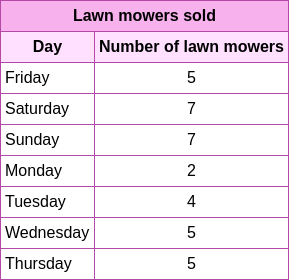 Lawn mowers sold
Day Number of lawn mowers
Friday 5
Saturday 7
Sunday 7
Monday 2
Tuesday 4
Wednesday 5
Thursday 5